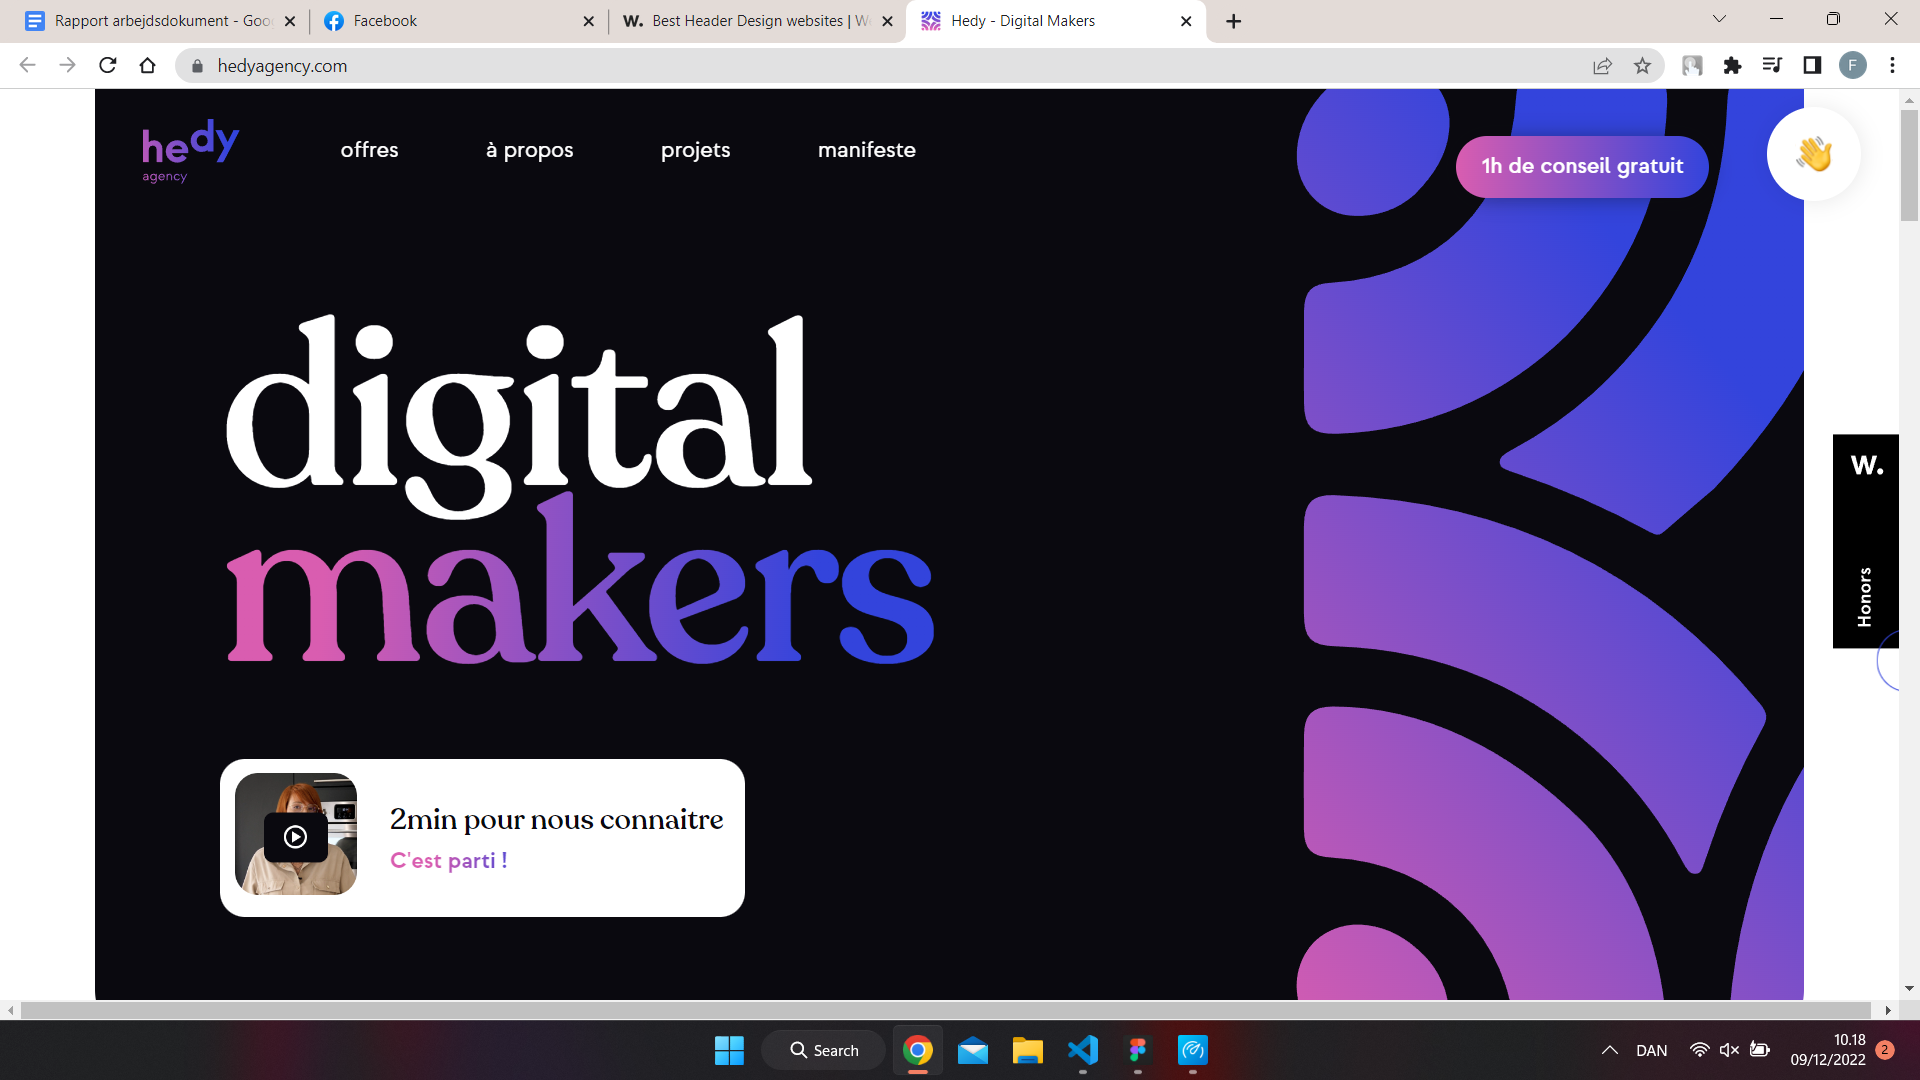 Rapport arbejdsdokument - Goo
Facebook
W. Best Header Design websites | W
Hedy - Digital Makers
hedyagency.com
F
hedy
agency
offres
à propos
projets
manifeste
1h de conseil gratuit
digital
makers
W.
Honors
2min pour nous connaitre
C'est parti !
Search
DAN
10.18
09/12/2022
2